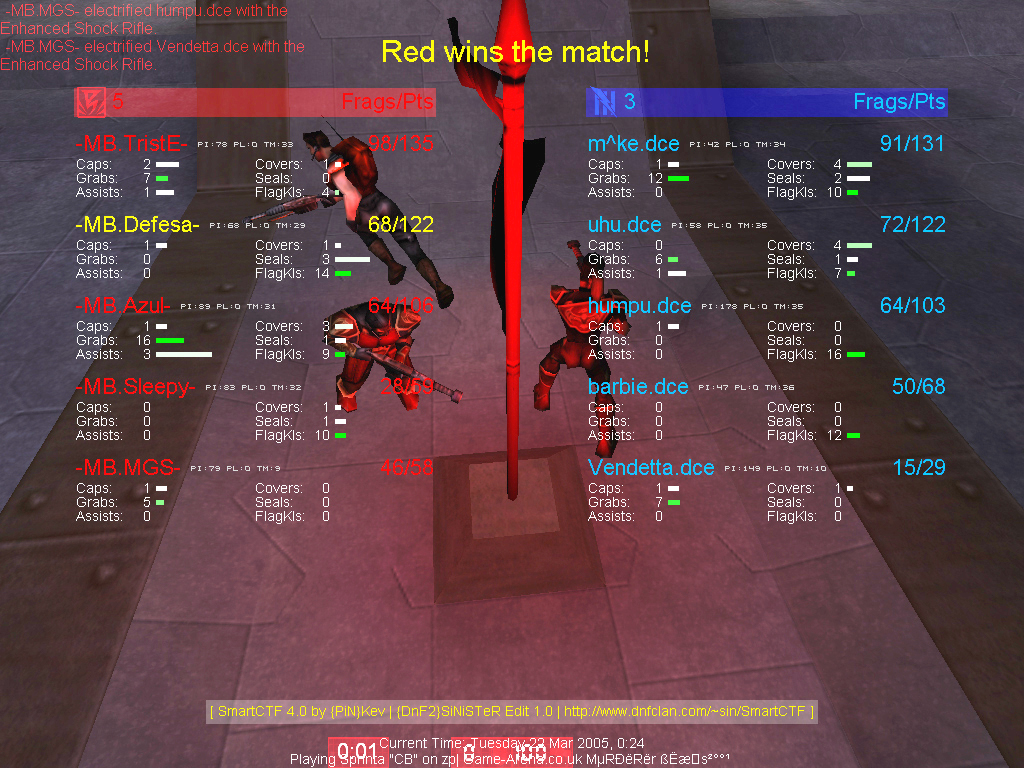 -MB.MGS- electrified humpu.dce with the
Enhanced Shock Rifle.
-MB.MGS- electrified Vendetta.dce with the
Enhanced Shock Rifle.
Red wins the match!
5 Frags/Pts
-MB.TristE- PI:78 PL:0 TM:33 98/135
Caps: 2 Covers: 1
Grabs: 7 Seals: 0
Assists: 1 FlagKls: 4
-MB.Defesa- PI:68 PL:0 TM:29 68/122
Caps: 1 Covers: 1
Grabs: 0 Seals: 3
Assists: 0 FlagKls: 14
-MB.Azul- PI:89 PL:0 TM:31 64/106
Caps: 1 Covers: 3
Grabs: 16 Seals: 1
Assists: 3 FlagKls: 9
-MB.Sleepy- PI:83 PL:0 TM:32
Caps: 0 Covers: 1
Grabs: 0 Seals: 1
Assists: 0 FlagKls: 10
-MB.MGS- PI:79 PL:0 TM:9 46/58
Caps: 1 Covers: 0
Grabs: 5 Seals: 0
Assists: 0 FlagKls: 0
3 Frags/Pts
m^ke.dce PI:42 PL:0 TM:34 91/131
Caps: 1 Covers: 4
Grabs: 12 Seals: 2
Assists: 0 FlagKls: 10
uhu.dce PI:58 PL:0 TM:35 72/122
Caps: 0 Covers: 4
Grabs: 6 Seals: 1
Assists: 1 FlagKls: 7
humpu.dce PI:178 PL:0 TM:35 64/103
Caps: 1 Covers: 0
Grabs: 0 Seals: 0
Assists: 0 FlagKls: 16
barbie.dce PI:47 PL:0 TM:36 50/68
Caps: 0 Covers: 0
Grabs: 0 Seals: 0
Assists: 0 FlagKls: 12
Vendetta.dce PI:149 PL:0 TM:10 15/29
Caps: 1 Covers: 1
Grabs: 7 Seals: 0
Assists: 0 FlagKls: 0
[ SmartCTF 4.0 by {PiN}Kev | {DnF2}SiNiSTeR Edit 1.0 | http://www.dnfclan.com/~sin/SmartCTF ]
Current Time: Tuesday 22 Mar 2005, 0:24
0:01 0 100
Playing Sprinta "CB" on zp| Game-Arena.co.uk